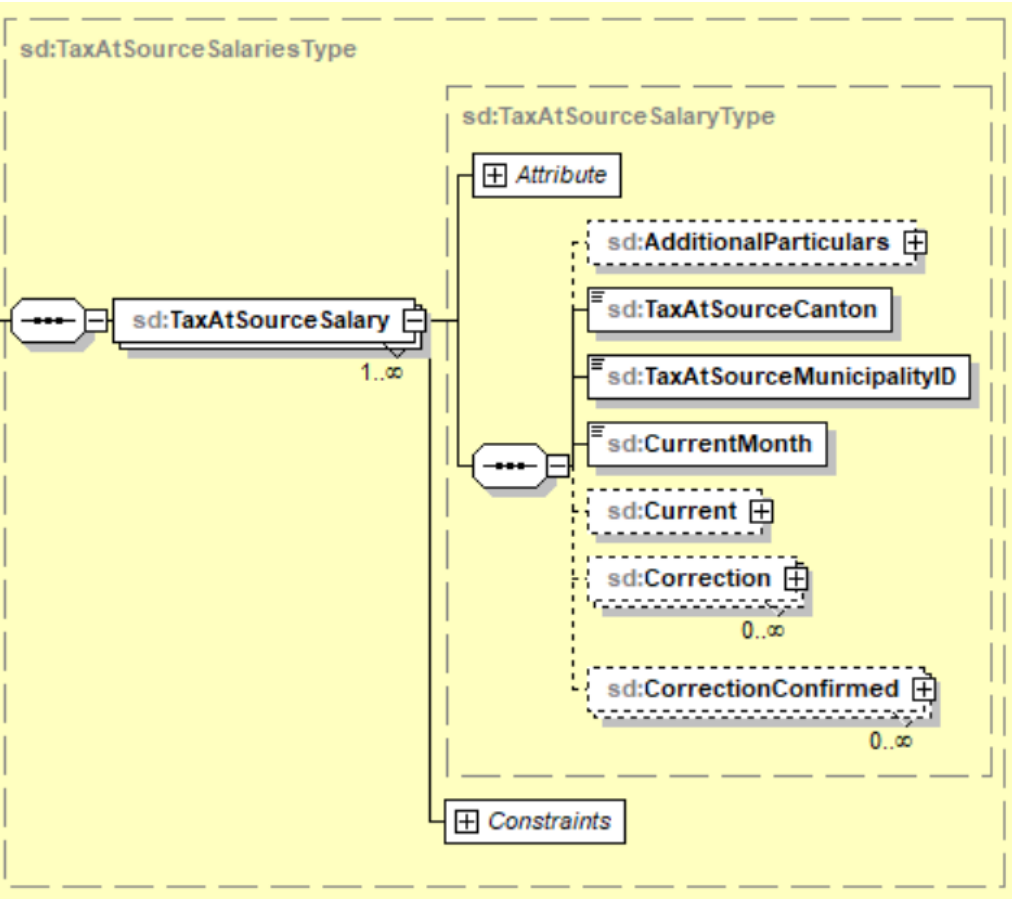 sd:TaxAtSourceSalariesType
sd:TaxAtSourceSalaryType
Attribute
sd:AdditionalParticulars
sd:TaxAtSourceCanton
sd:TaxAtSourceSalary
1..∞
sd:TaxAtSourceMunicipalityID
sd:CurrentMonth
sd:Current
sd:Correction
0..∞
sd:CorrectionConfirmed
0..∞
Constraints